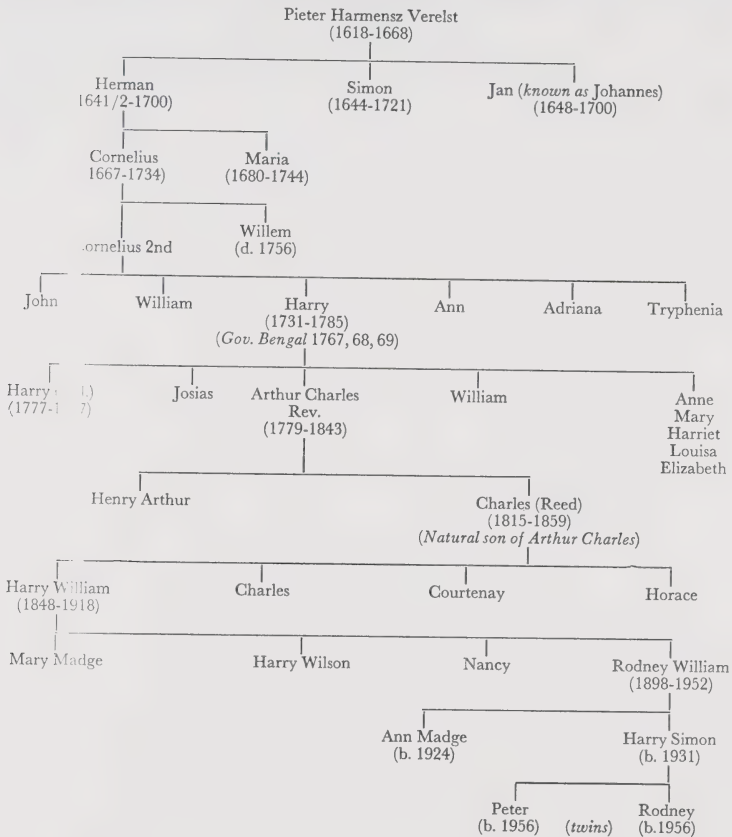 Pieter Harmensz Verelst
(1618-1668)
Herman Simon Jan (known as Johannes)
1641/2-1700) (1644-1721) (1648-1700)
Cornelius Maria
1667-1734) (1680-1744)
Willem
ornelius 2nd (d. 1756)
John William Harry Ann Adriana Tryphenia
(1731-1785)
(Gov. Bengal 1767, 68, 69)
Harry Josias Arthur Charles William Anne
(1777- Rev. Mary
(1779-1843) Harriet
Louisa
Elizabeth
Henry Arthur Charles (Reed)
(1815-1859)
(Natural son of Arthur Charles)
Harry William Charles Courtenay Horace
(1848-1918)
Mary Madge Harry Wilson Nancy Rodney William
(1898-1952)
Ann Madge Harry Simon
(b. 1924) (b. 1931)
Peter Rodney
(b. 1956) (twins) (b.1956)